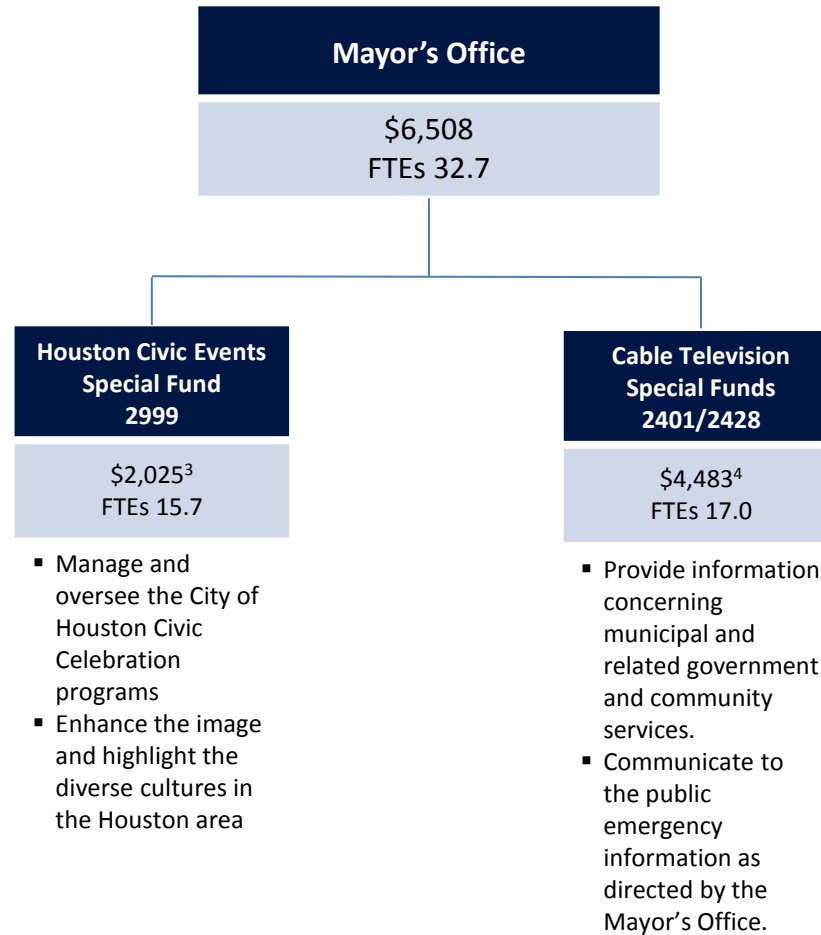 Mayor’s Office
$6,508
FTEs 32.7
Houston Civic Events
Special Fund
2999
$2,025³
FTEs 15.7
▪ Manage and
oversee the City of
Houston Civic
Celebration
programs
▪ Enhance the image
and highlight the
diverse cultures in
the Houston area
Cable Television
Special Funds
2401/2428
$4,483⁴
FTEs 17.0
▪ Provide information
concerning
municipal and
related government
and community
services.
▪ Communicate to
the public
emergency
information as
directed by the
Mayor’s Office.